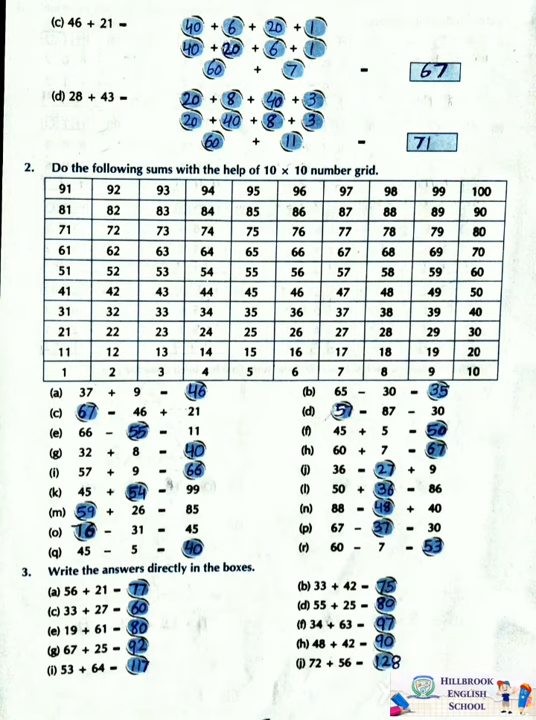 (c) 46 + 21 = 40 + 6 + 20 + 1
40 + 20 + 6 + 1
60 + 7 = 67
(d) 28 + 43 = 20 + 8 + 40 + 3
20 + 40 + 8 + 3
60 + 11 = 71
2. Do the following sums with the help of 10 × 10 number grid.
91 92 93 94 95 96 97 98 99 100
81 82 83 84 85 86 87 88 89 90
71 72 73 74 75 76 77 78 79 80
61 62 63 64 65 66 67 68 69 70
51 52 53 54 55 56 57 58 59 60
41 42 43 44 45 46 47 48 49 50
31 32 33 34 35 36 37 38 39 40
21 22 23 24 25 26 27 28 29 30
11 12 13 14 15 16 17 18 19 20
1 2 3 4 5 6 7 8 9 10
(a) 37 + 9 = 46 (b) 65 - 30 = 35
(c) 67 = 46 + 21 (d) 57 = 87 - 30
(e) 66 - 55 = 11 (f) 45 + 5 = 50
(g) 32 + 8 = 40 (h) 60 + 7 = 67
(i) 57 + 9 = 66 (j) 36 = 27 + 9
(k) 45 + 54 = 99 (l) 50 + 36 = 86
(m) 59 + 26 = 85 (n) 88 = 48 + 40
(o) 76 - 31 = 45 (p) 67 - 37 = 30
(q) 45 - 5 = 40 (r) 60 - 7 = 53
3. Write the answers directly in the boxes.
(a) 56 + 21 = 77 (b) 33 + 42 = 75
(c) 33 + 27 = 60 (d) 55 + 25 = 80
(e) 19 + 61 = 80 (f) 34 + 63 = 97
(g) 67 + 25 = 92 (h) 48 + 42 = 90
(i) 53 + 64 = 117 (j) 72 + 56 = 128
HILLBROOK
ENGLISH
SCHOOL